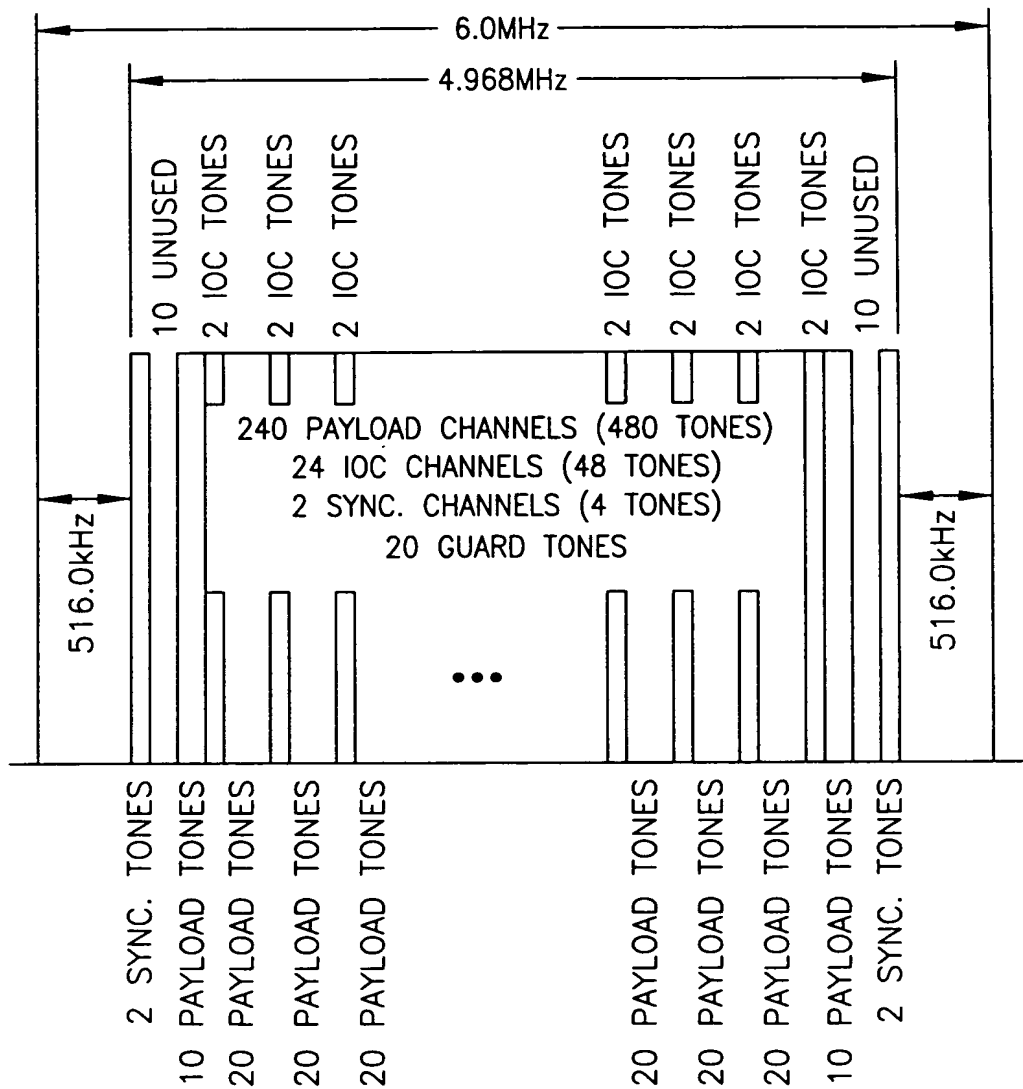 6.0MHz
4.968MHz
10 UNUSED
2 IOC TONES
2 IOC TONES
2 IOC TONES
2 IOC TONES
2 IOC TONES
2 IOC TONES
2 IOC TONES
10 UNUSED
240 PAYLOAD CHANNELS (480 TONES)
24 IOC CHANNELS (48 TONES)
2 SYNC. CHANNELS (4 TONES)
20 GUARD TONES
516.0kHz
516.0kHz
•••
2 SYNC. TONES
10 PAYLOAD TONES
20 PAYLOAD TONES
20 PAYLOAD TONES
20 PAYLOAD TONES
20 PAYLOAD TONES
20 PAYLOAD TONES
20 PAYLOAD TONES
10 PAYLOAD TONES
2 SYNC. TONES